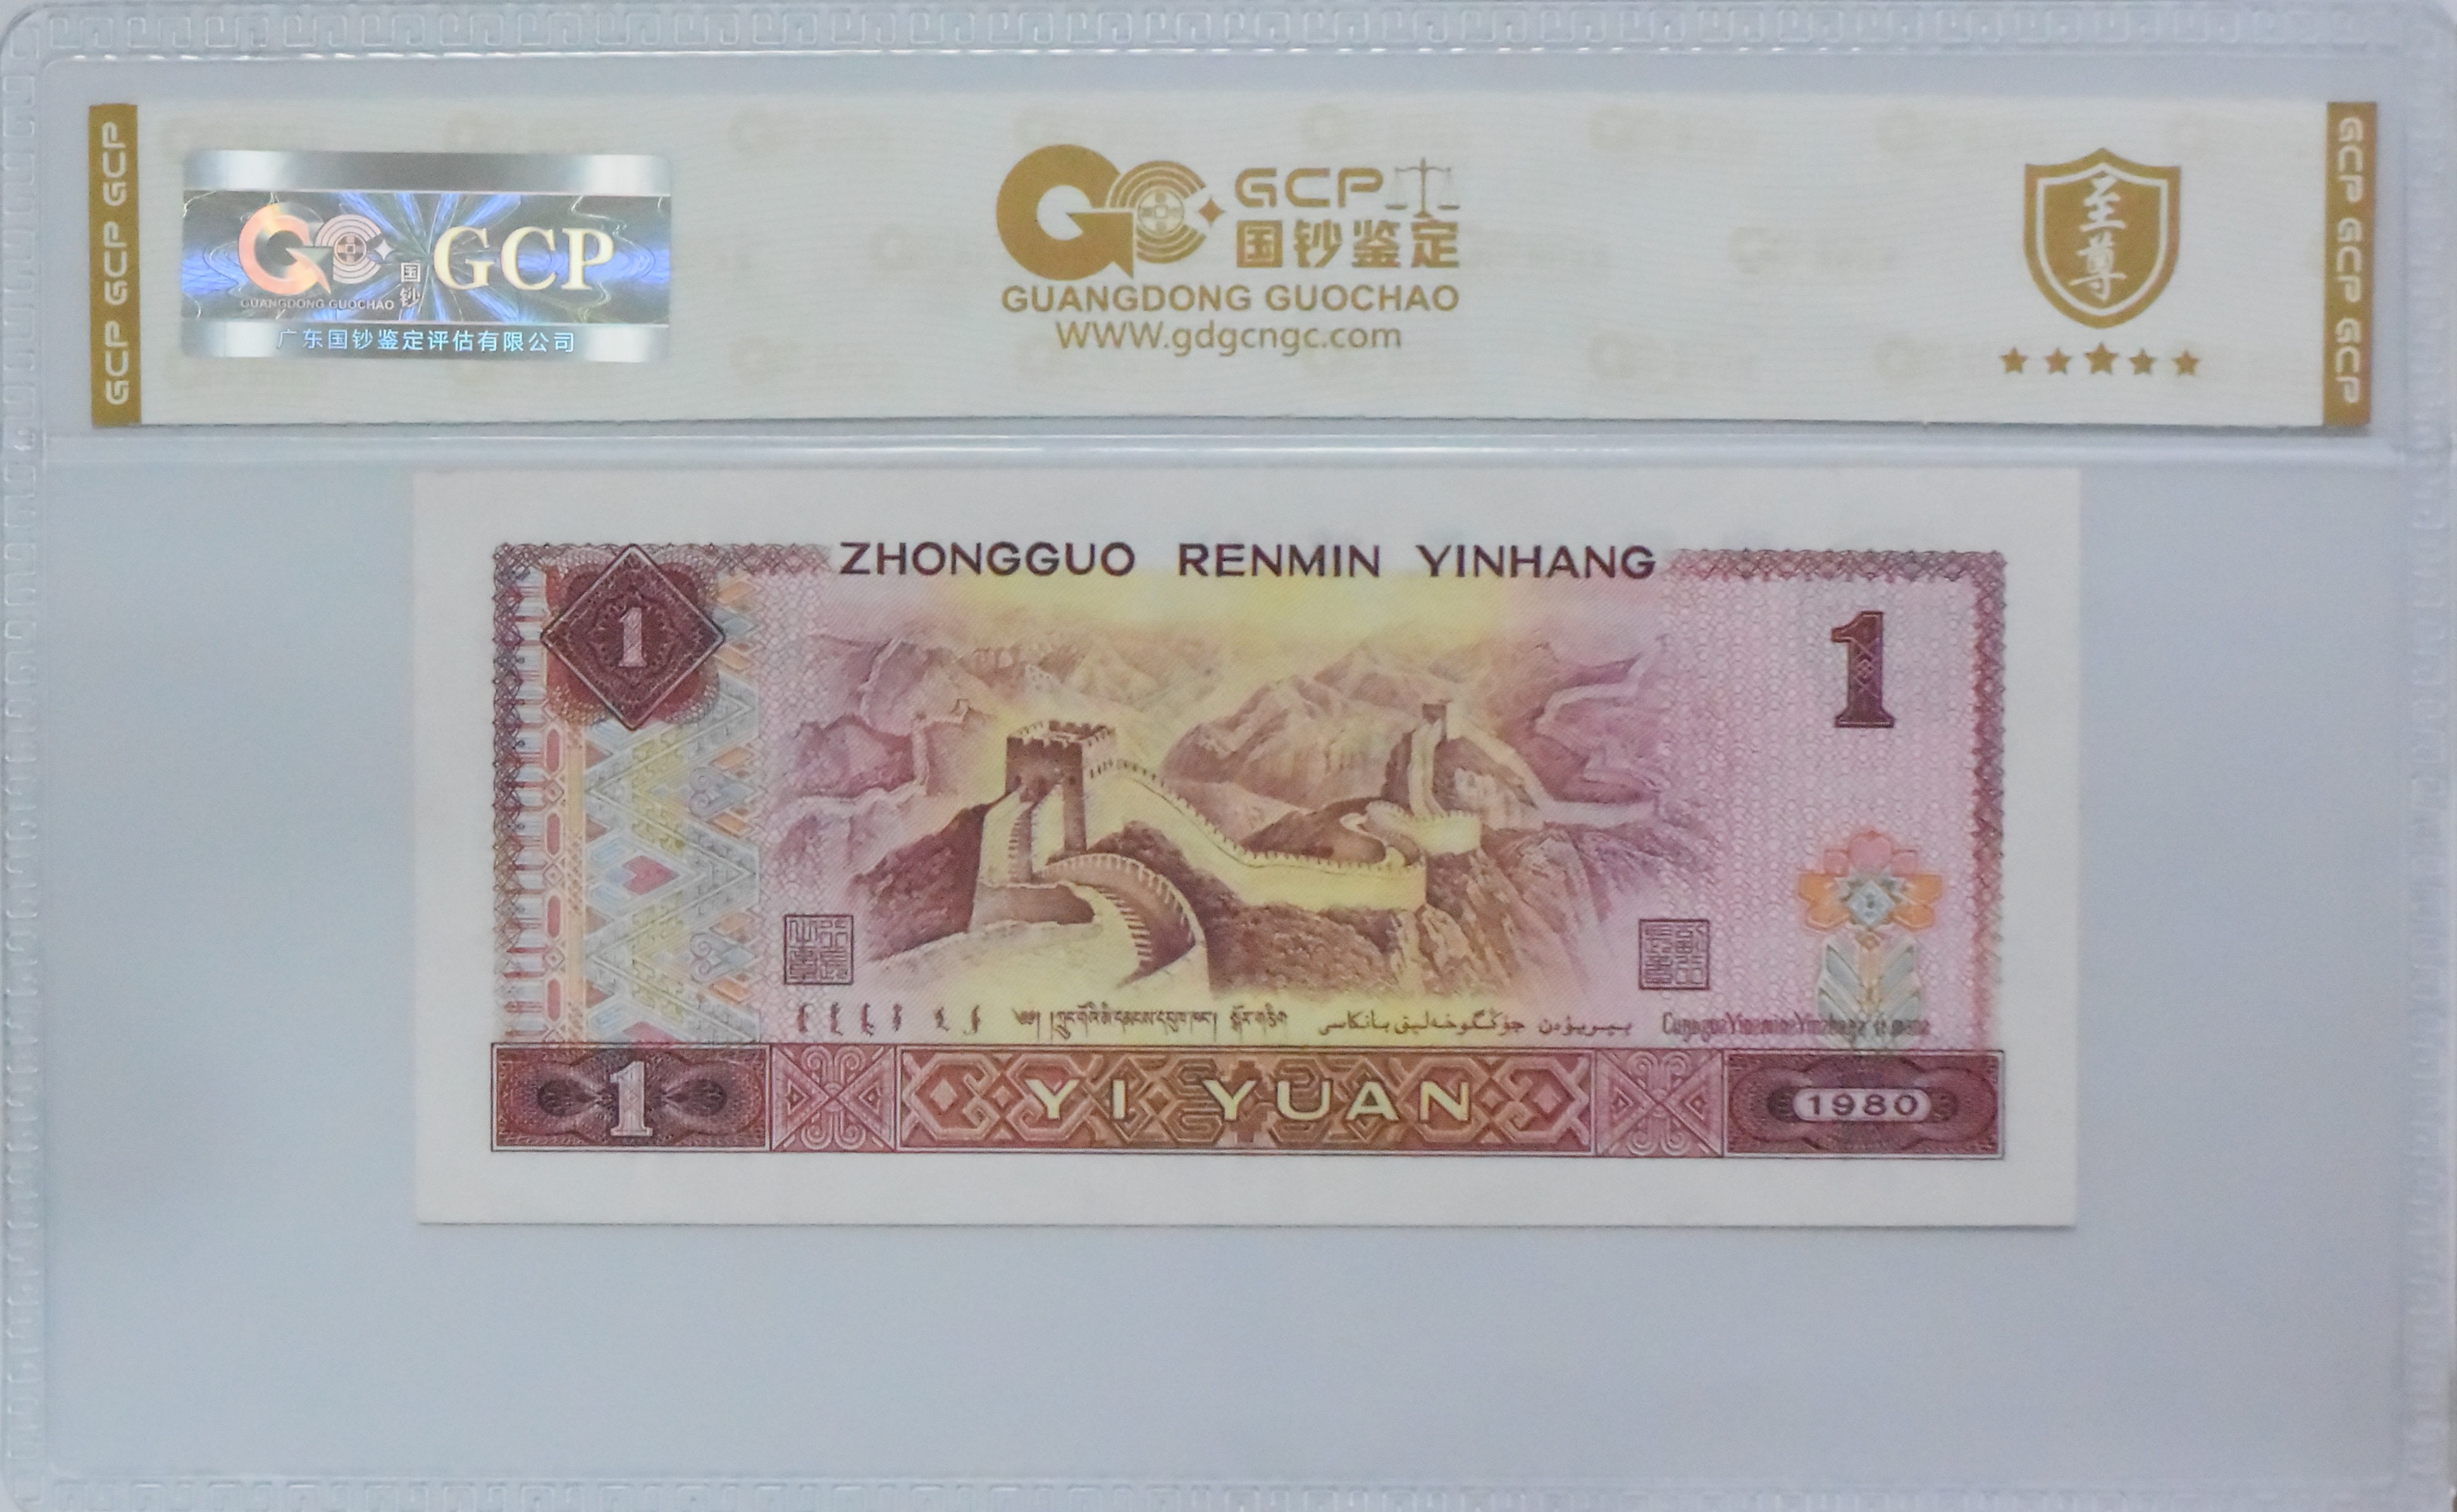 GCP GCP GCP
GCP
国钞
GUANGDONG GUOCHAO
广东国钞鉴定评估有限公司
GCP
国钞鉴定
GUANGDONG GUOCHAO
WWW.gdgcngc.com
至尊
GCP GCP GCP
ZHONGGUO RENMIN YINHANG
1
1
1
YI YUAN
1980